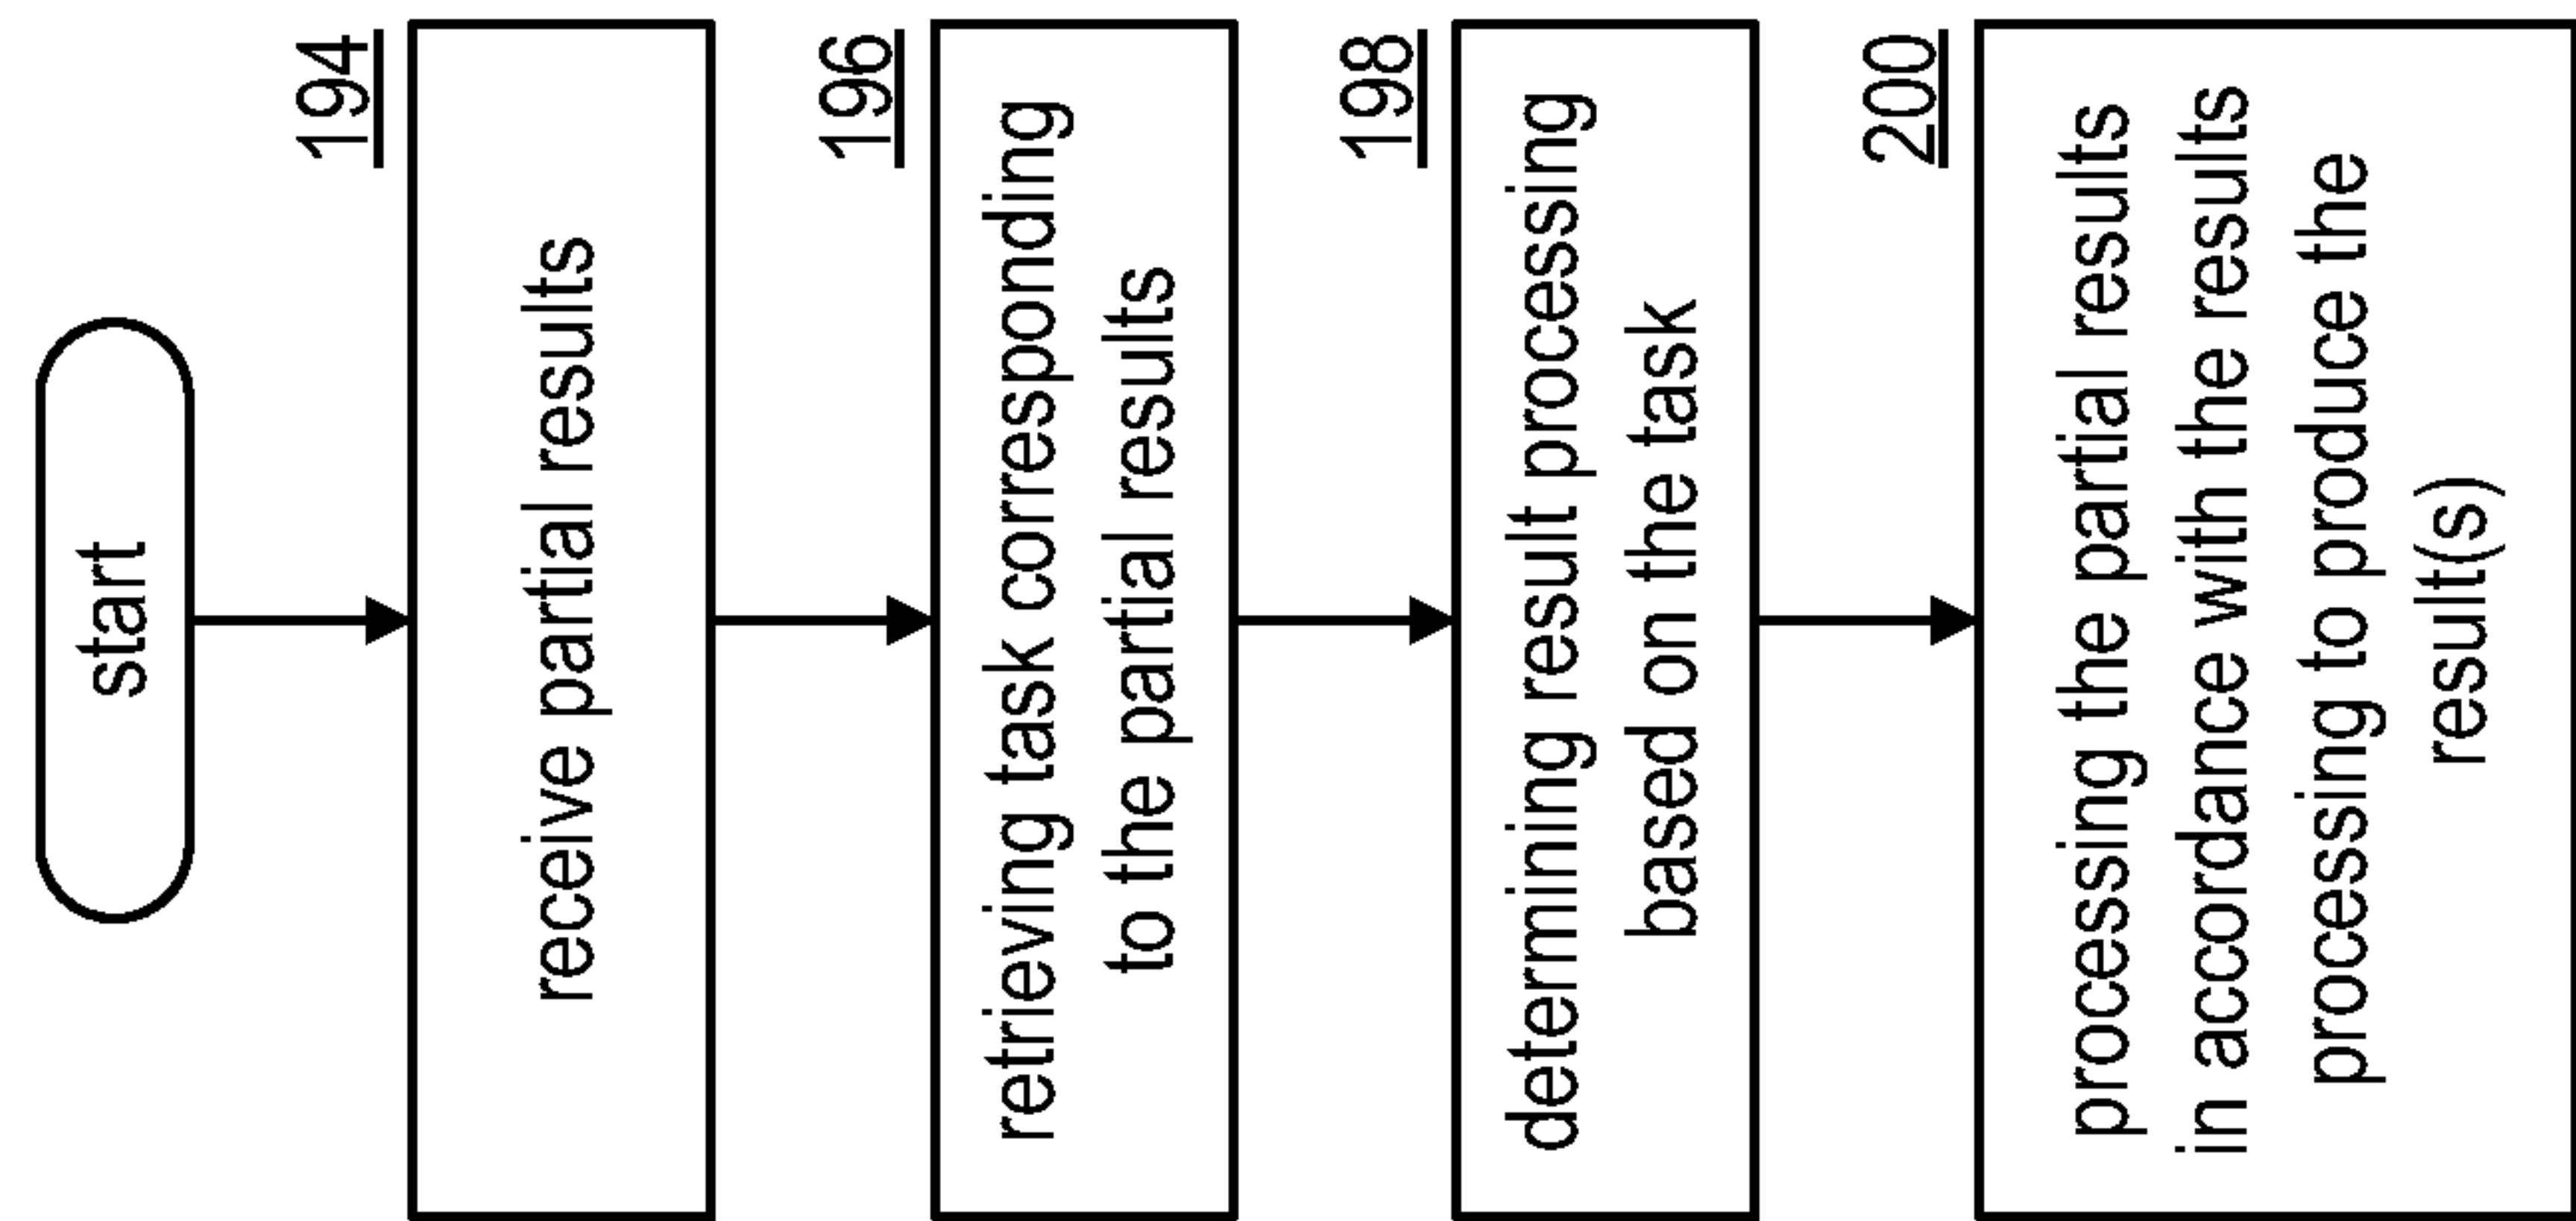 start
194
receive partial results
196
retrieving task corresponding
to the partial results
198
determining result processing
based on the task
200
processing the partial results
in accordance with the results
processing to produce the
result(s)